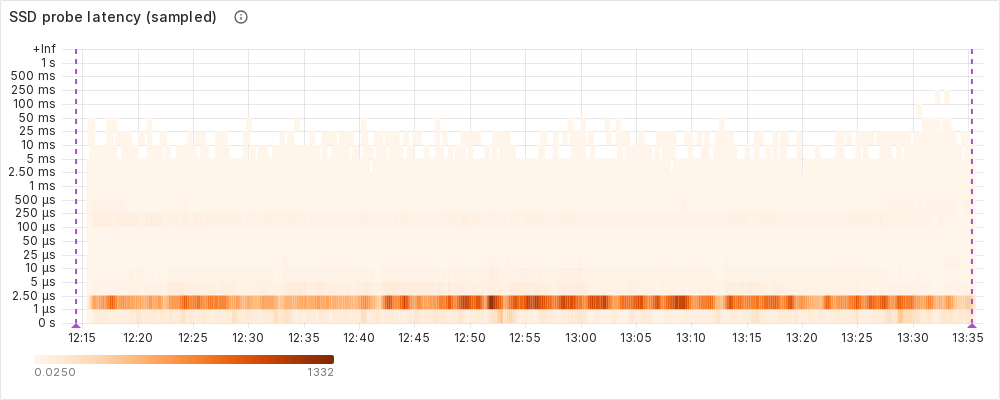 SSD probe latency (sampled)
+Inf
1 s
500 ms
250 ms
100 ms
50 ms
25 ms
10 ms
5 ms
2.50 ms
1 ms
500 µs
250 µs
100 µs
50 µs
25 µs
10 µs
5 µs
2.50 µs
1 µs
0 s
12:15 12:20 12:25 12:30 12:35 12:40 12:45 12:50 12:55 13:00 13:05 13:10 13:15 13:20 13:25 13:30 13:35
0.0250 1332